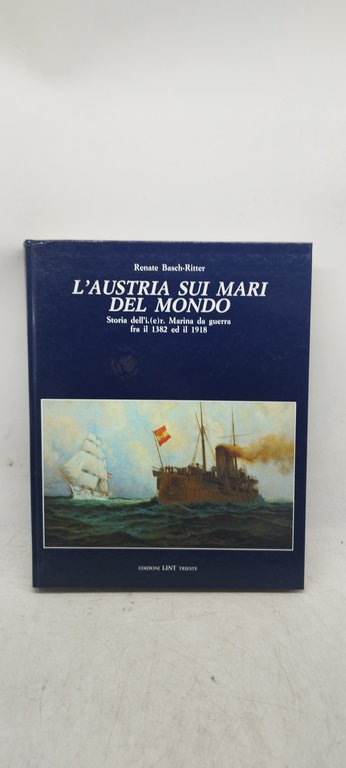 Renate Basch-Ritter
L'AUSTRIA SUI MARI
DEL MONDO
Storia dell'i.(e)r. Marina da guerra
fra il 1382 ed il 1918
EDIZIONI LINT TRIESTE